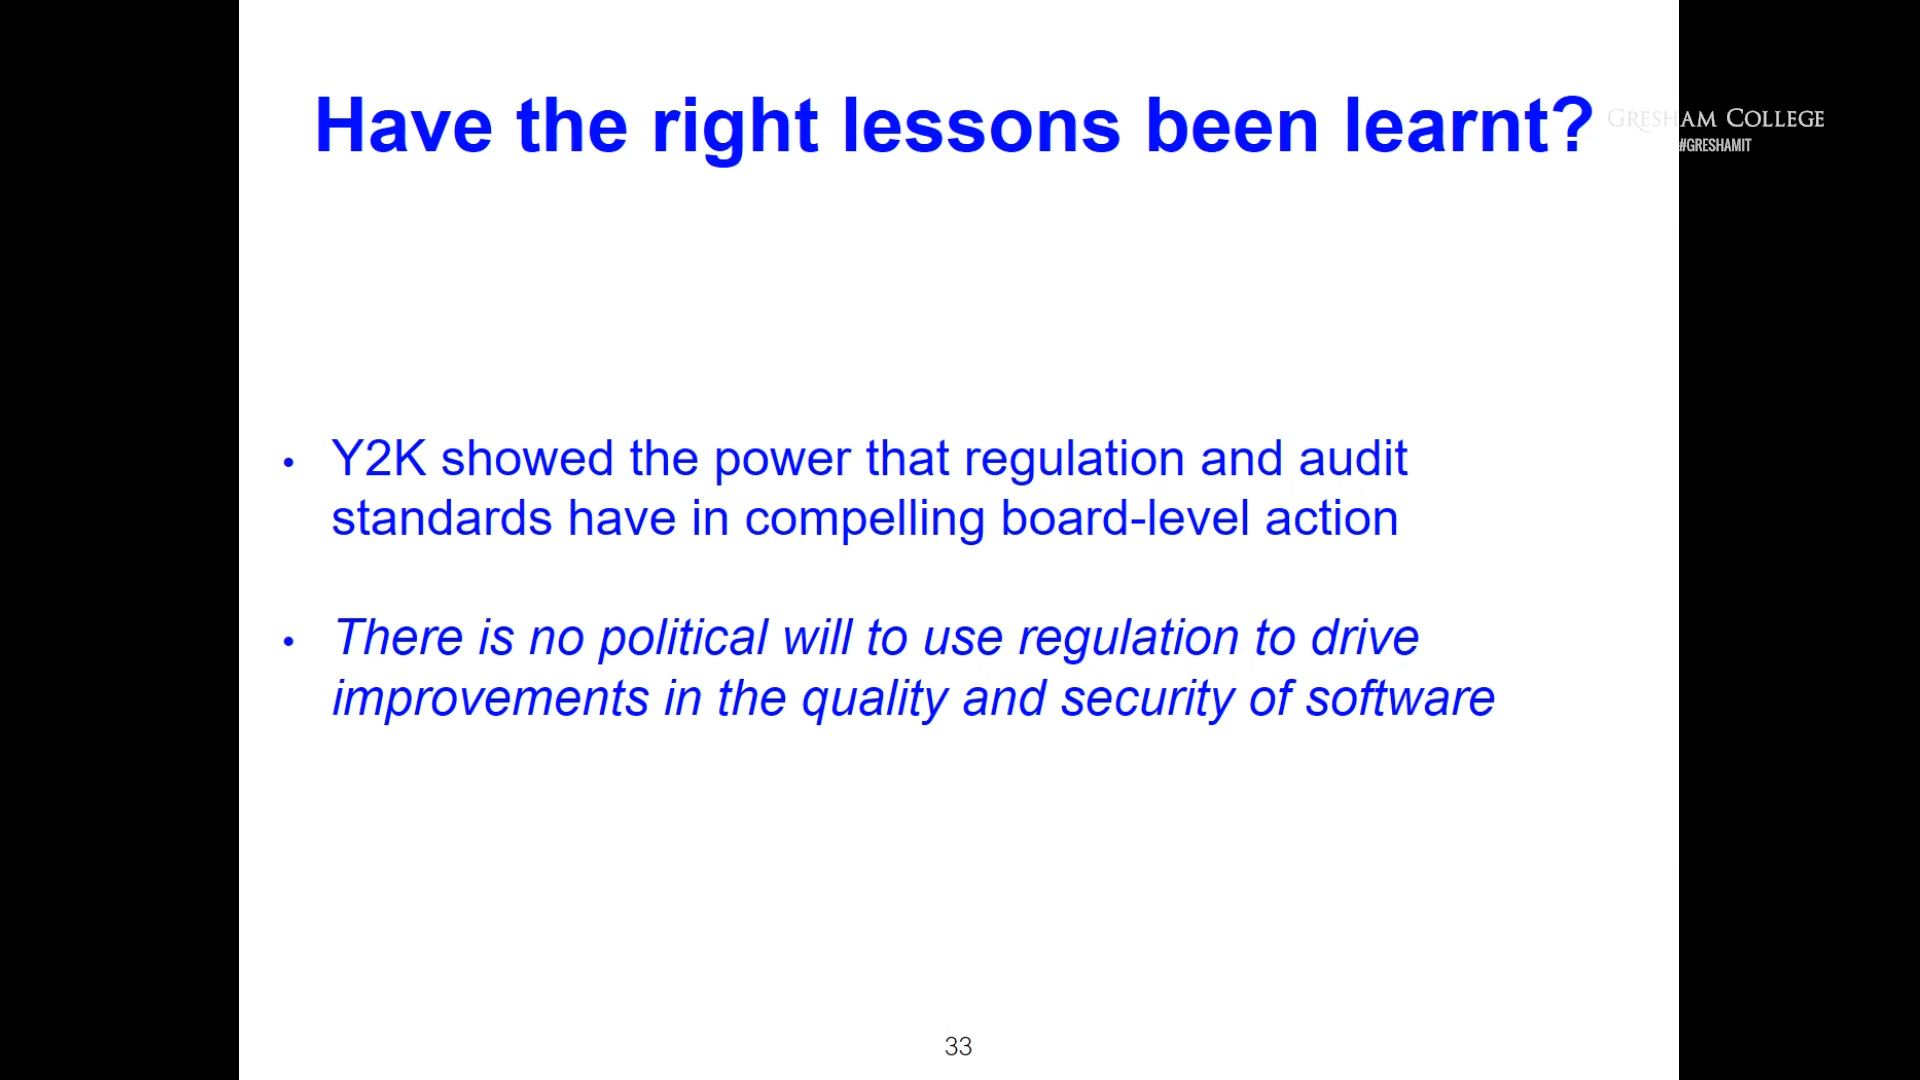 Have the right lessons been learnt?
GRESHAM COLLEGE
#GRESHAMIT
• Y2K showed the power that regulation and audit
standards have in compelling board-level action
• There is no political will to use regulation to drive
improvements in the quality and security of software
33